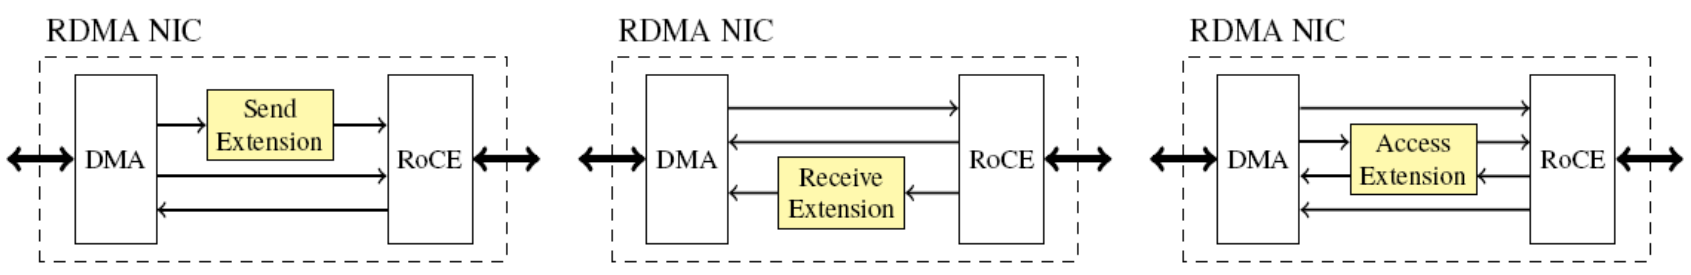 RDMA NIC
DMA
Send
Extension
RoCE
RDMA NIC
DMA
Receive
Extension
RoCE
RDMA NIC
DMA
Access
Extension
RoCE